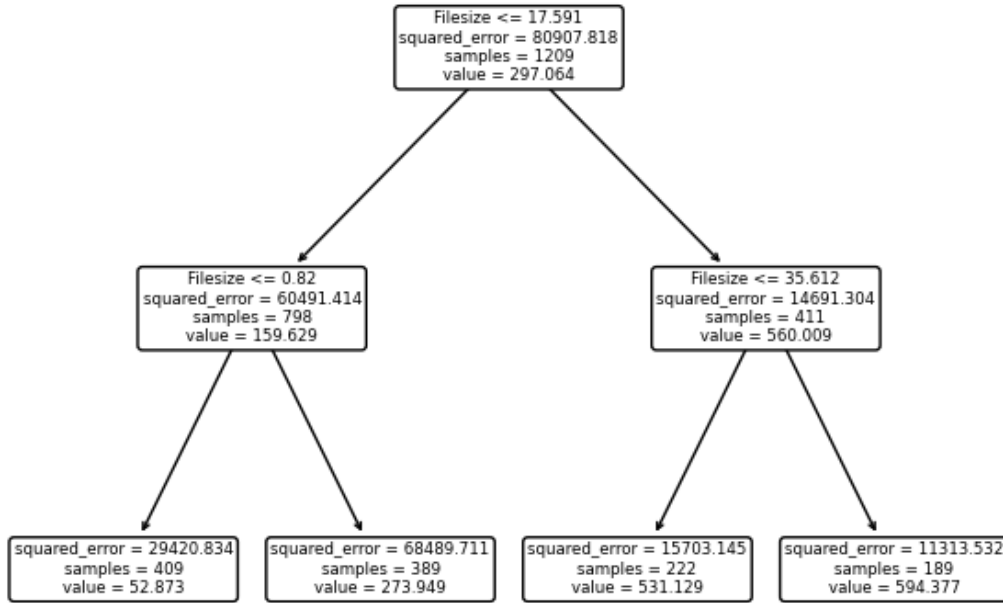 Filesize <= 17.591
squared_error = 80907.818
samples = 1209
value = 297.064
Filesize <= 0.82
squared_error = 60491.414
samples = 798
value = 159.629
Filesize <= 35.612
squared_error = 14691.304
samples = 411
value = 560.009
squared_error = 29420.834
samples = 409
value = 52.873
squared_error = 68489.711
samples = 389
value = 273.949
squared_error = 15703.145
samples = 222
value = 531.129
squared_error = 11313.532
samples = 189
value = 594.377